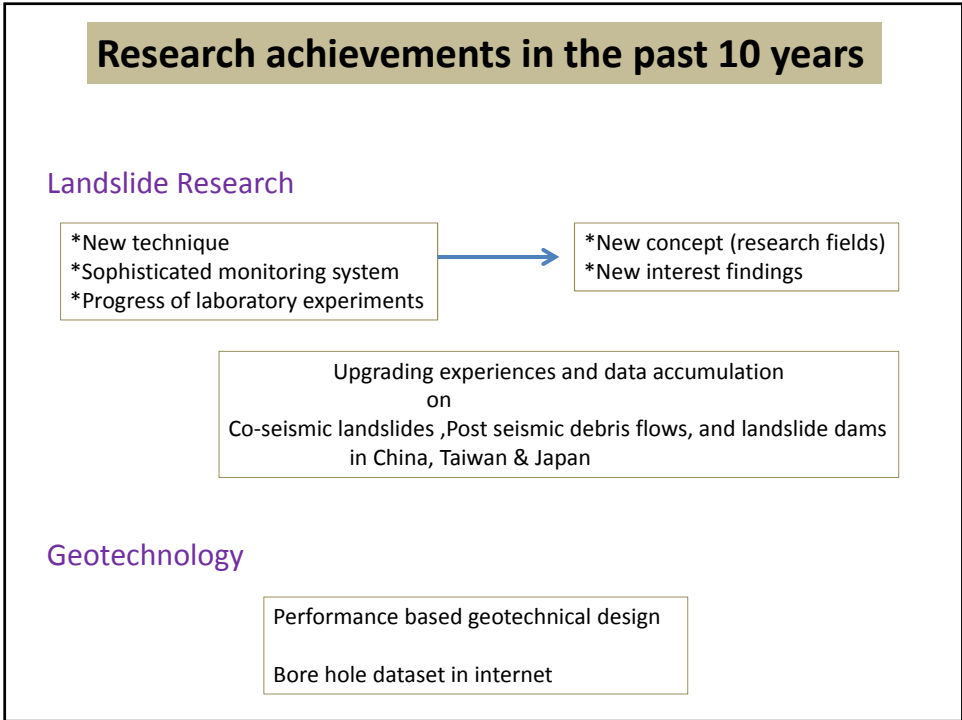 Research achievements in the past 10 years
Landslide Research
*New technique
*Sophisticated monitoring system
*Progress of laboratory experiments
*New concept (research fields)
*New interest findings
Upgrading experiences and data accumulation
on
Co-seismic landslides ,Post seismic debris flows, and landslide dams
in China, Taiwan & Japan
Geotechnology
Performance based geotechnical design
Bore hole dataset in internet